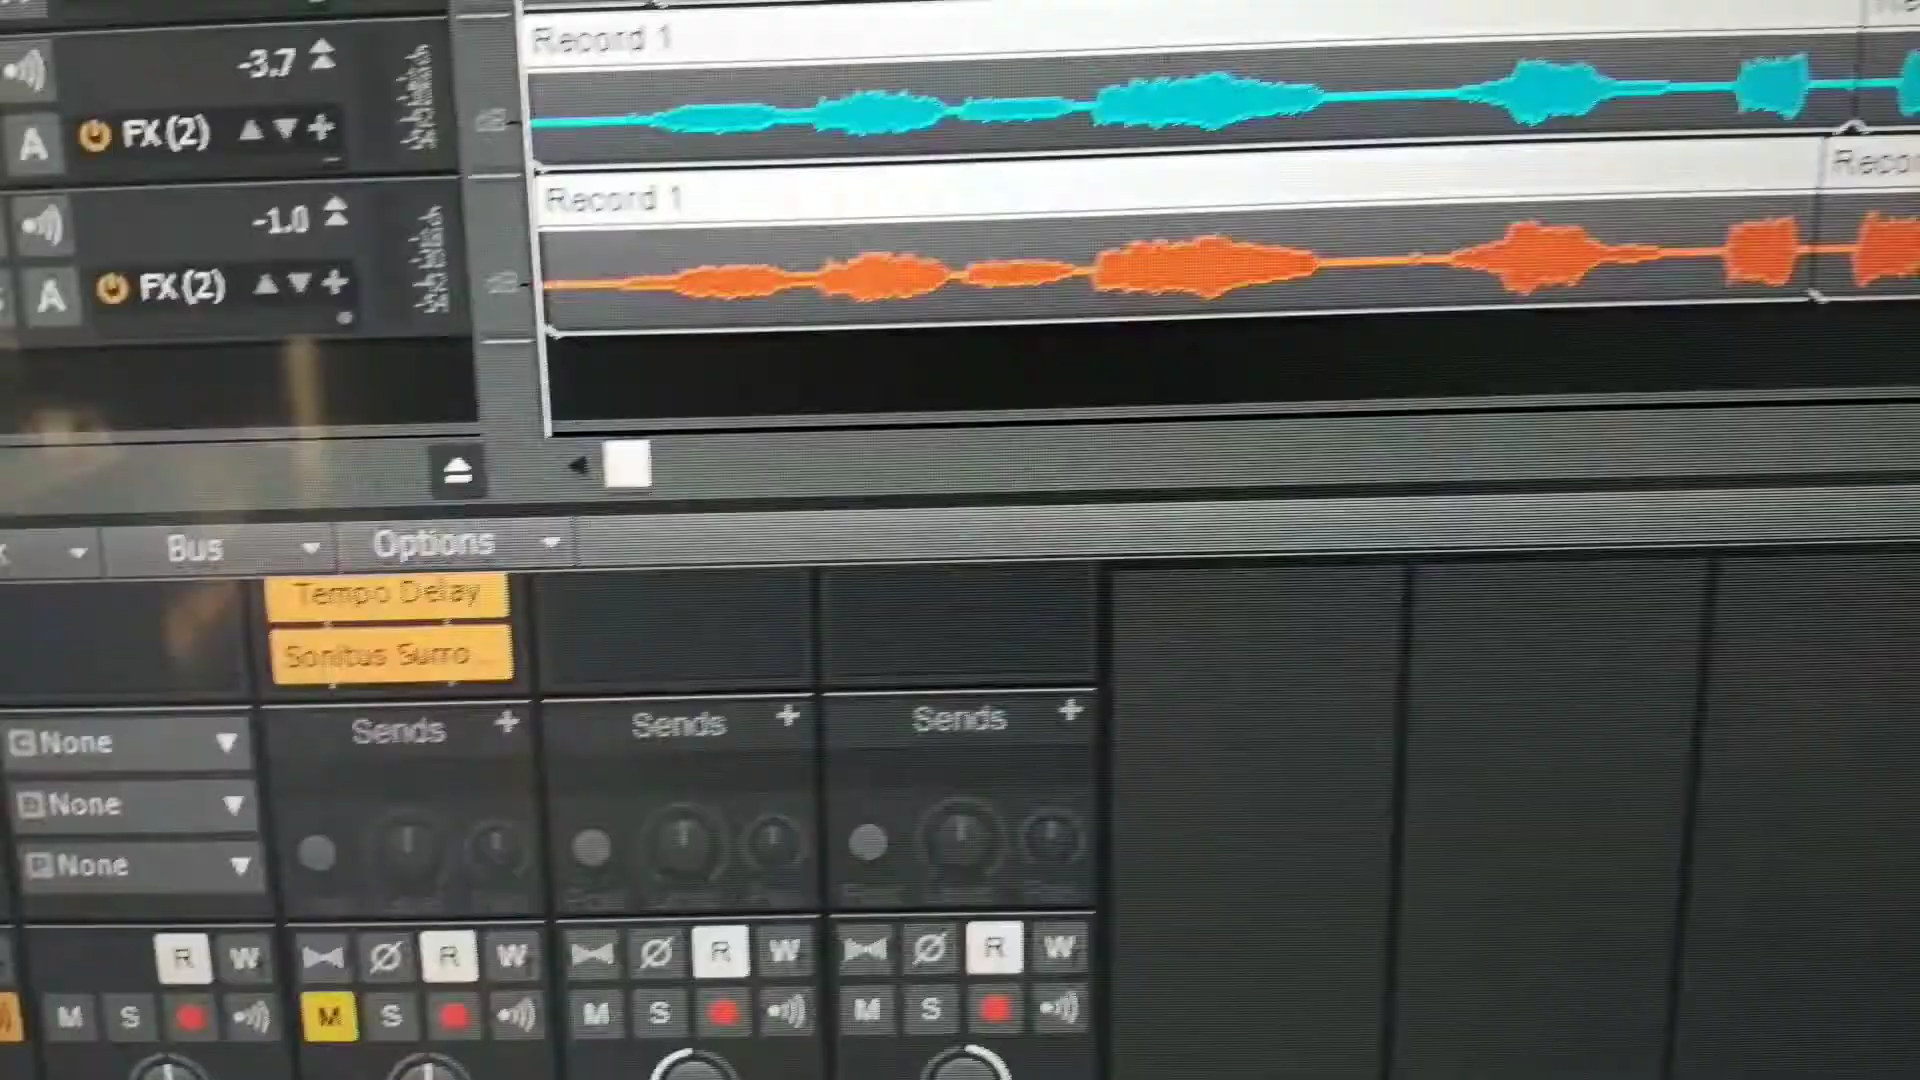 Record 1
-3.7
A FX(2)
Record 1
-1.0
A FX(2)
Bus Options
Tempo Delay
Sonitus Surro...
Sends Sends Sends
None
None
None
R W R W R W R W
M S M S M S M S